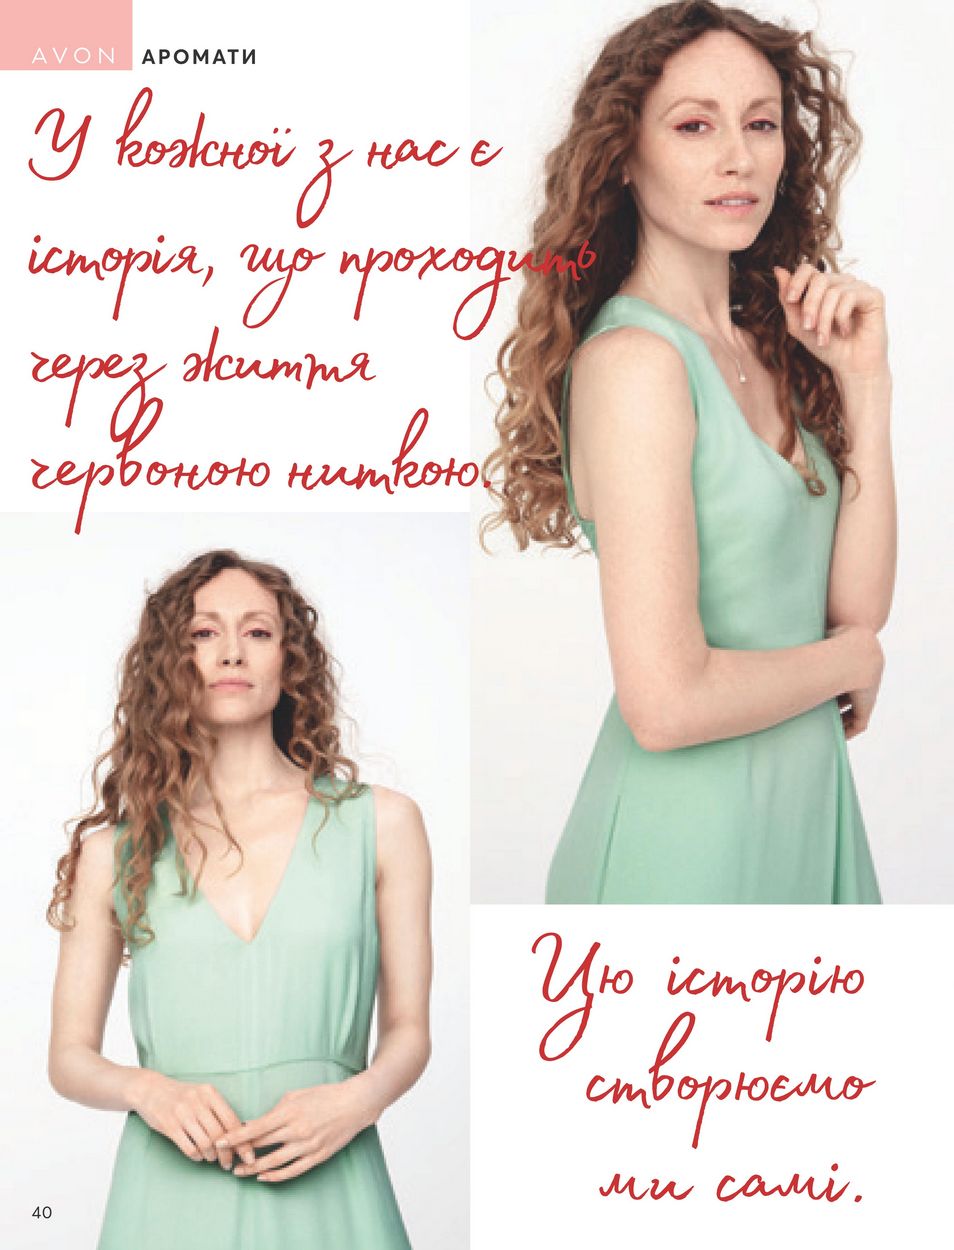 AVON АРОМАТИ
У кожної з нас є
історія, що проходить
через життя
червоною ниткою.
Цю історію
створюємо
ми самі.
40